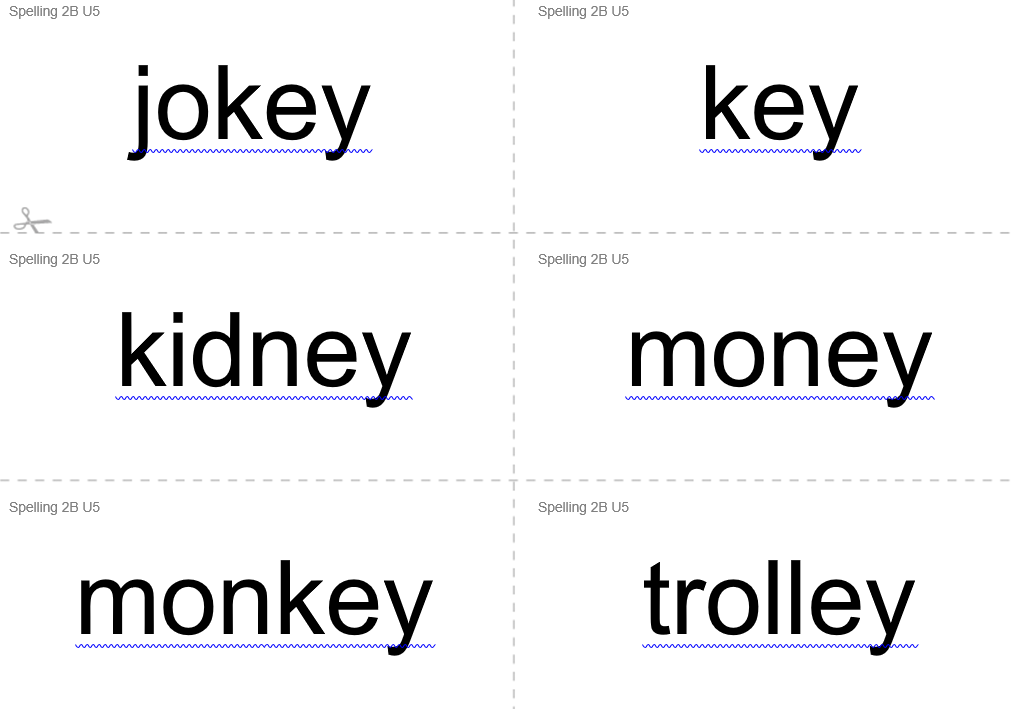 Spelling 2B U5
jokey
Spelling 2B U5
key
Spelling 2B U5
kidney
Spelling 2B U5
money
Spelling 2B U5
monkey
Spelling 2B U5
trolley